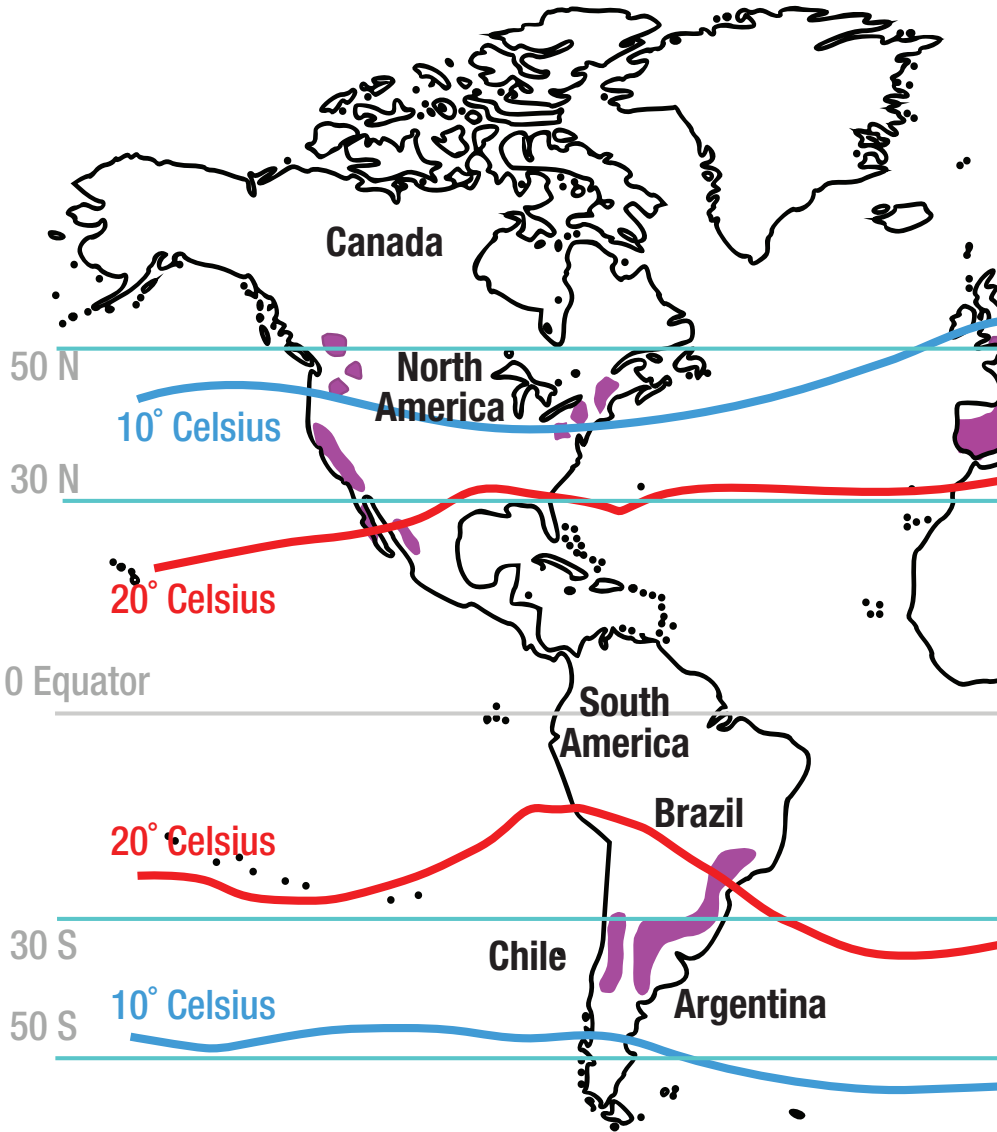 Canada
50 N
North
America
10° Celsius
30 N
20° Celsius
0 Equator
South
America
Brazil
20° Celsius
30 S
Chile
Argentina
10° Celsius
50 S